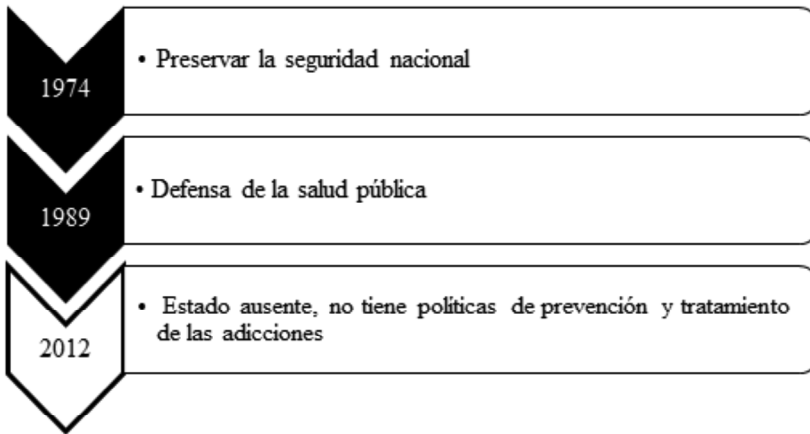 1974
• Preservar la seguridad nacional
1989
• Defensa de la salud pública
2012
• Estado ausente, no tiene políticas de prevención y tratamiento
de las adicciones